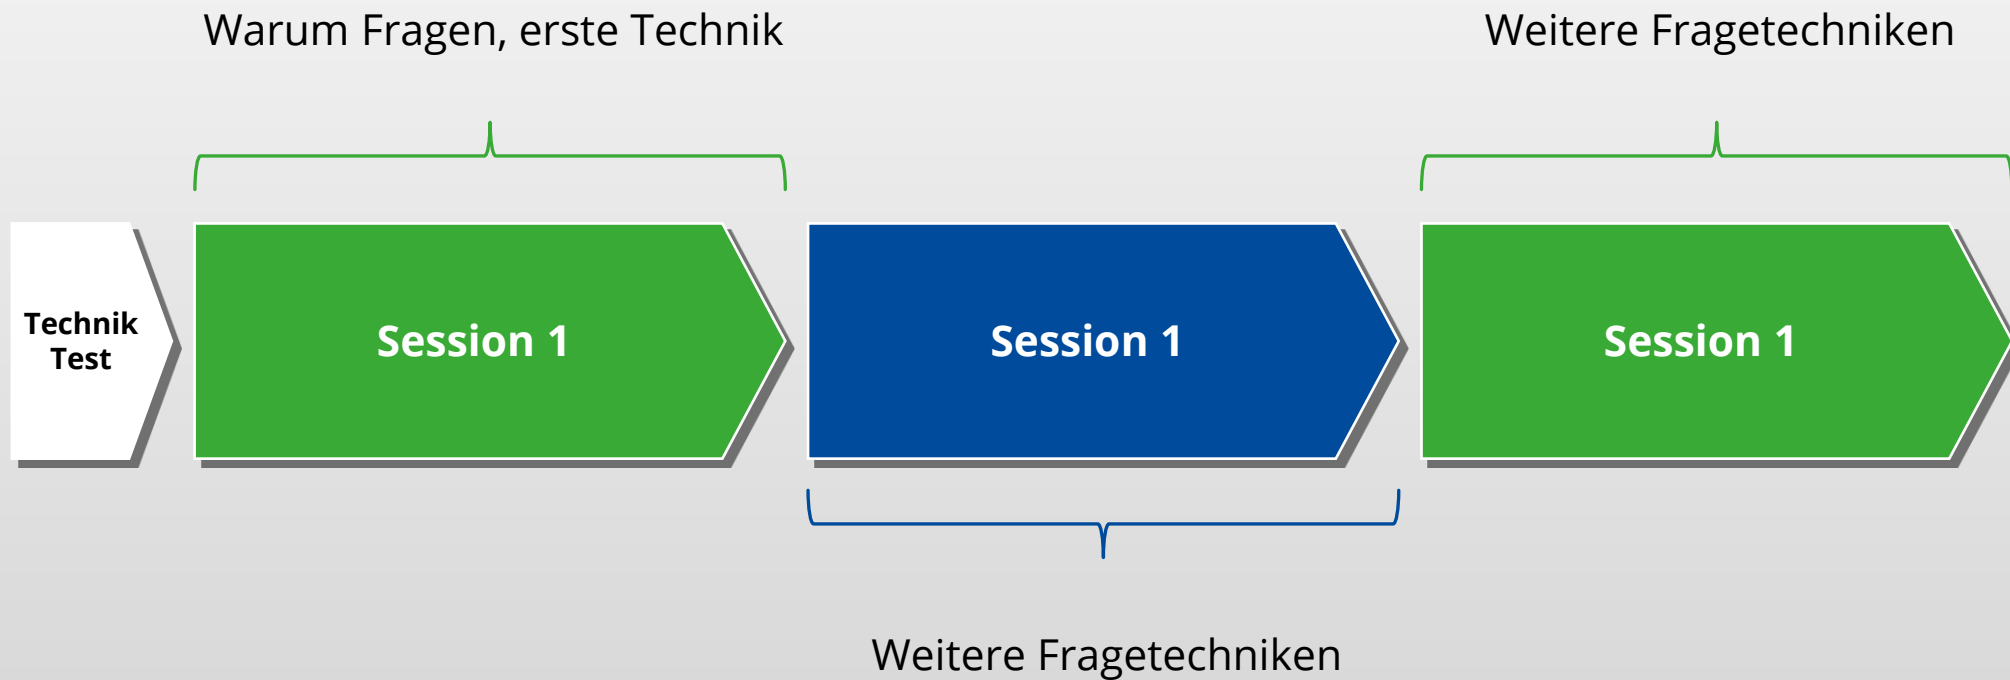 Warum Fragen, erste Technik
Weitere Fragetechniken
Technik
Test
Session 1
Session 1
Session 1
Weitere Fragetechniken